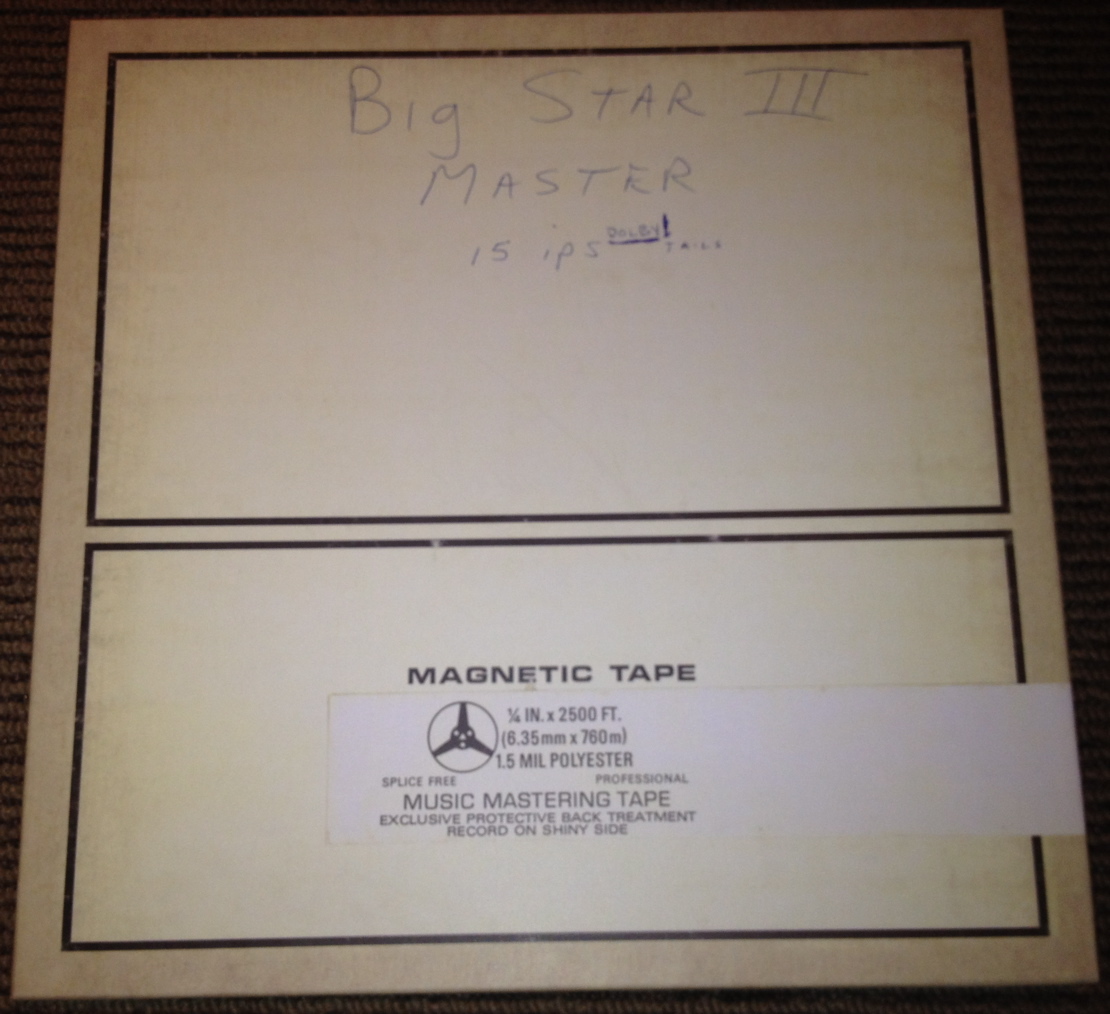 Big STAR III
MASTER
15 ips DOLBY! TAILS
MAGNETIC TAPE
¼ IN. x 2500 FT.
(6.35mm x 760m)
1.5 MIL POLYESTER
SPLICE FREE PROFESSIONAL
MUSIC MASTERING TAPE
EXCLUSIVE PROTECTIVE BACK TREATMENT
RECORD ON SHINY SIDE